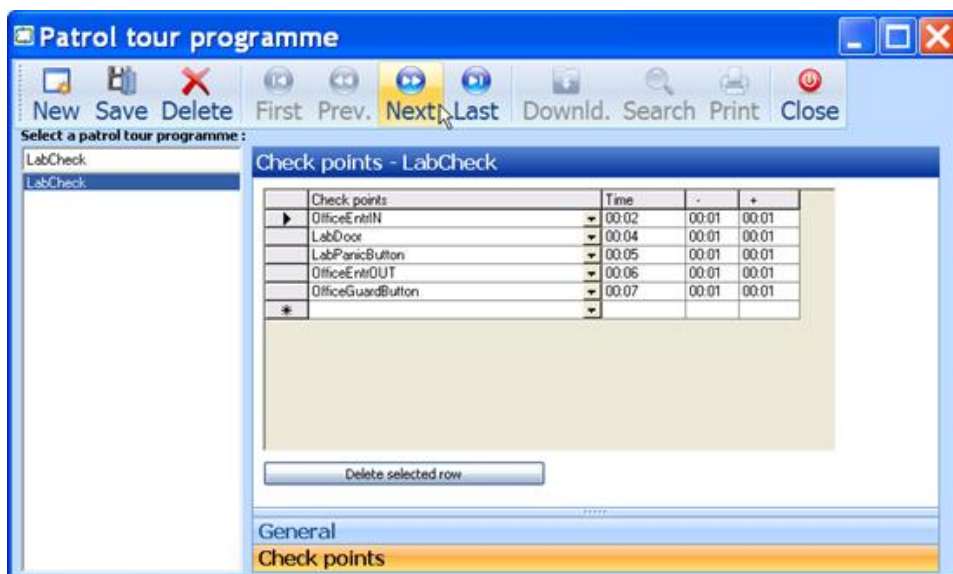 Patrol tour programme
New Save Delete First Prev. Next Last Downld. Search Print Close
Select a patrol tour programme :
LabCheck
LabCheck
Check points - LabCheck
Check points Time - +
OfficeEntrIN 00:02 00:01 00:01
LabDoor 00:04 00:01 00:01
LabPanicButton 00:05 00:01 00:01
OfficeEntrOUT 00:06 00:01 00:01
OfficeGuardButton 00:07 00:01 00:01
Delete selected row
General
Check points